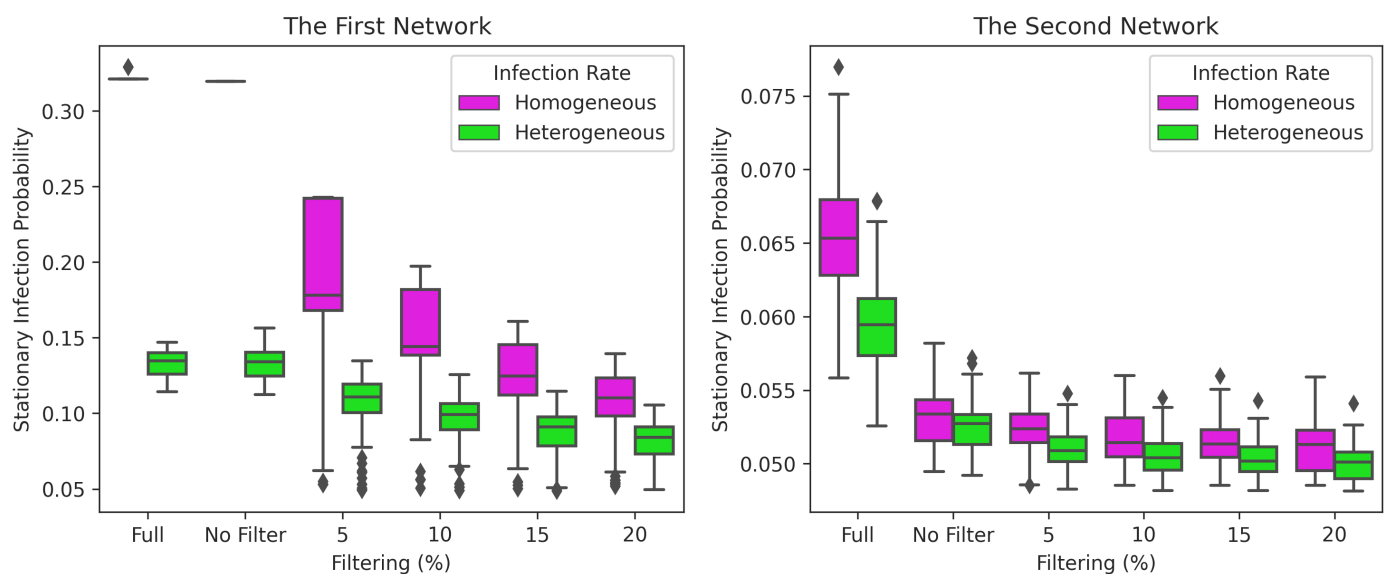 The First Network
Stationary Infection Probability
0.30
0.25
0.20
0.15
0.10
0.05
Infection Rate
Homogeneous
Heterogeneous
Full
No Filter
5
10
15
20
Filtering (%)
The Second Network
Stationary Infection Probability
0.075
0.070
0.065
0.060
0.055
0.050
Infection Rate
Homogeneous
Heterogeneous
Full
No Filter
5
10
15
20
Filtering (%)